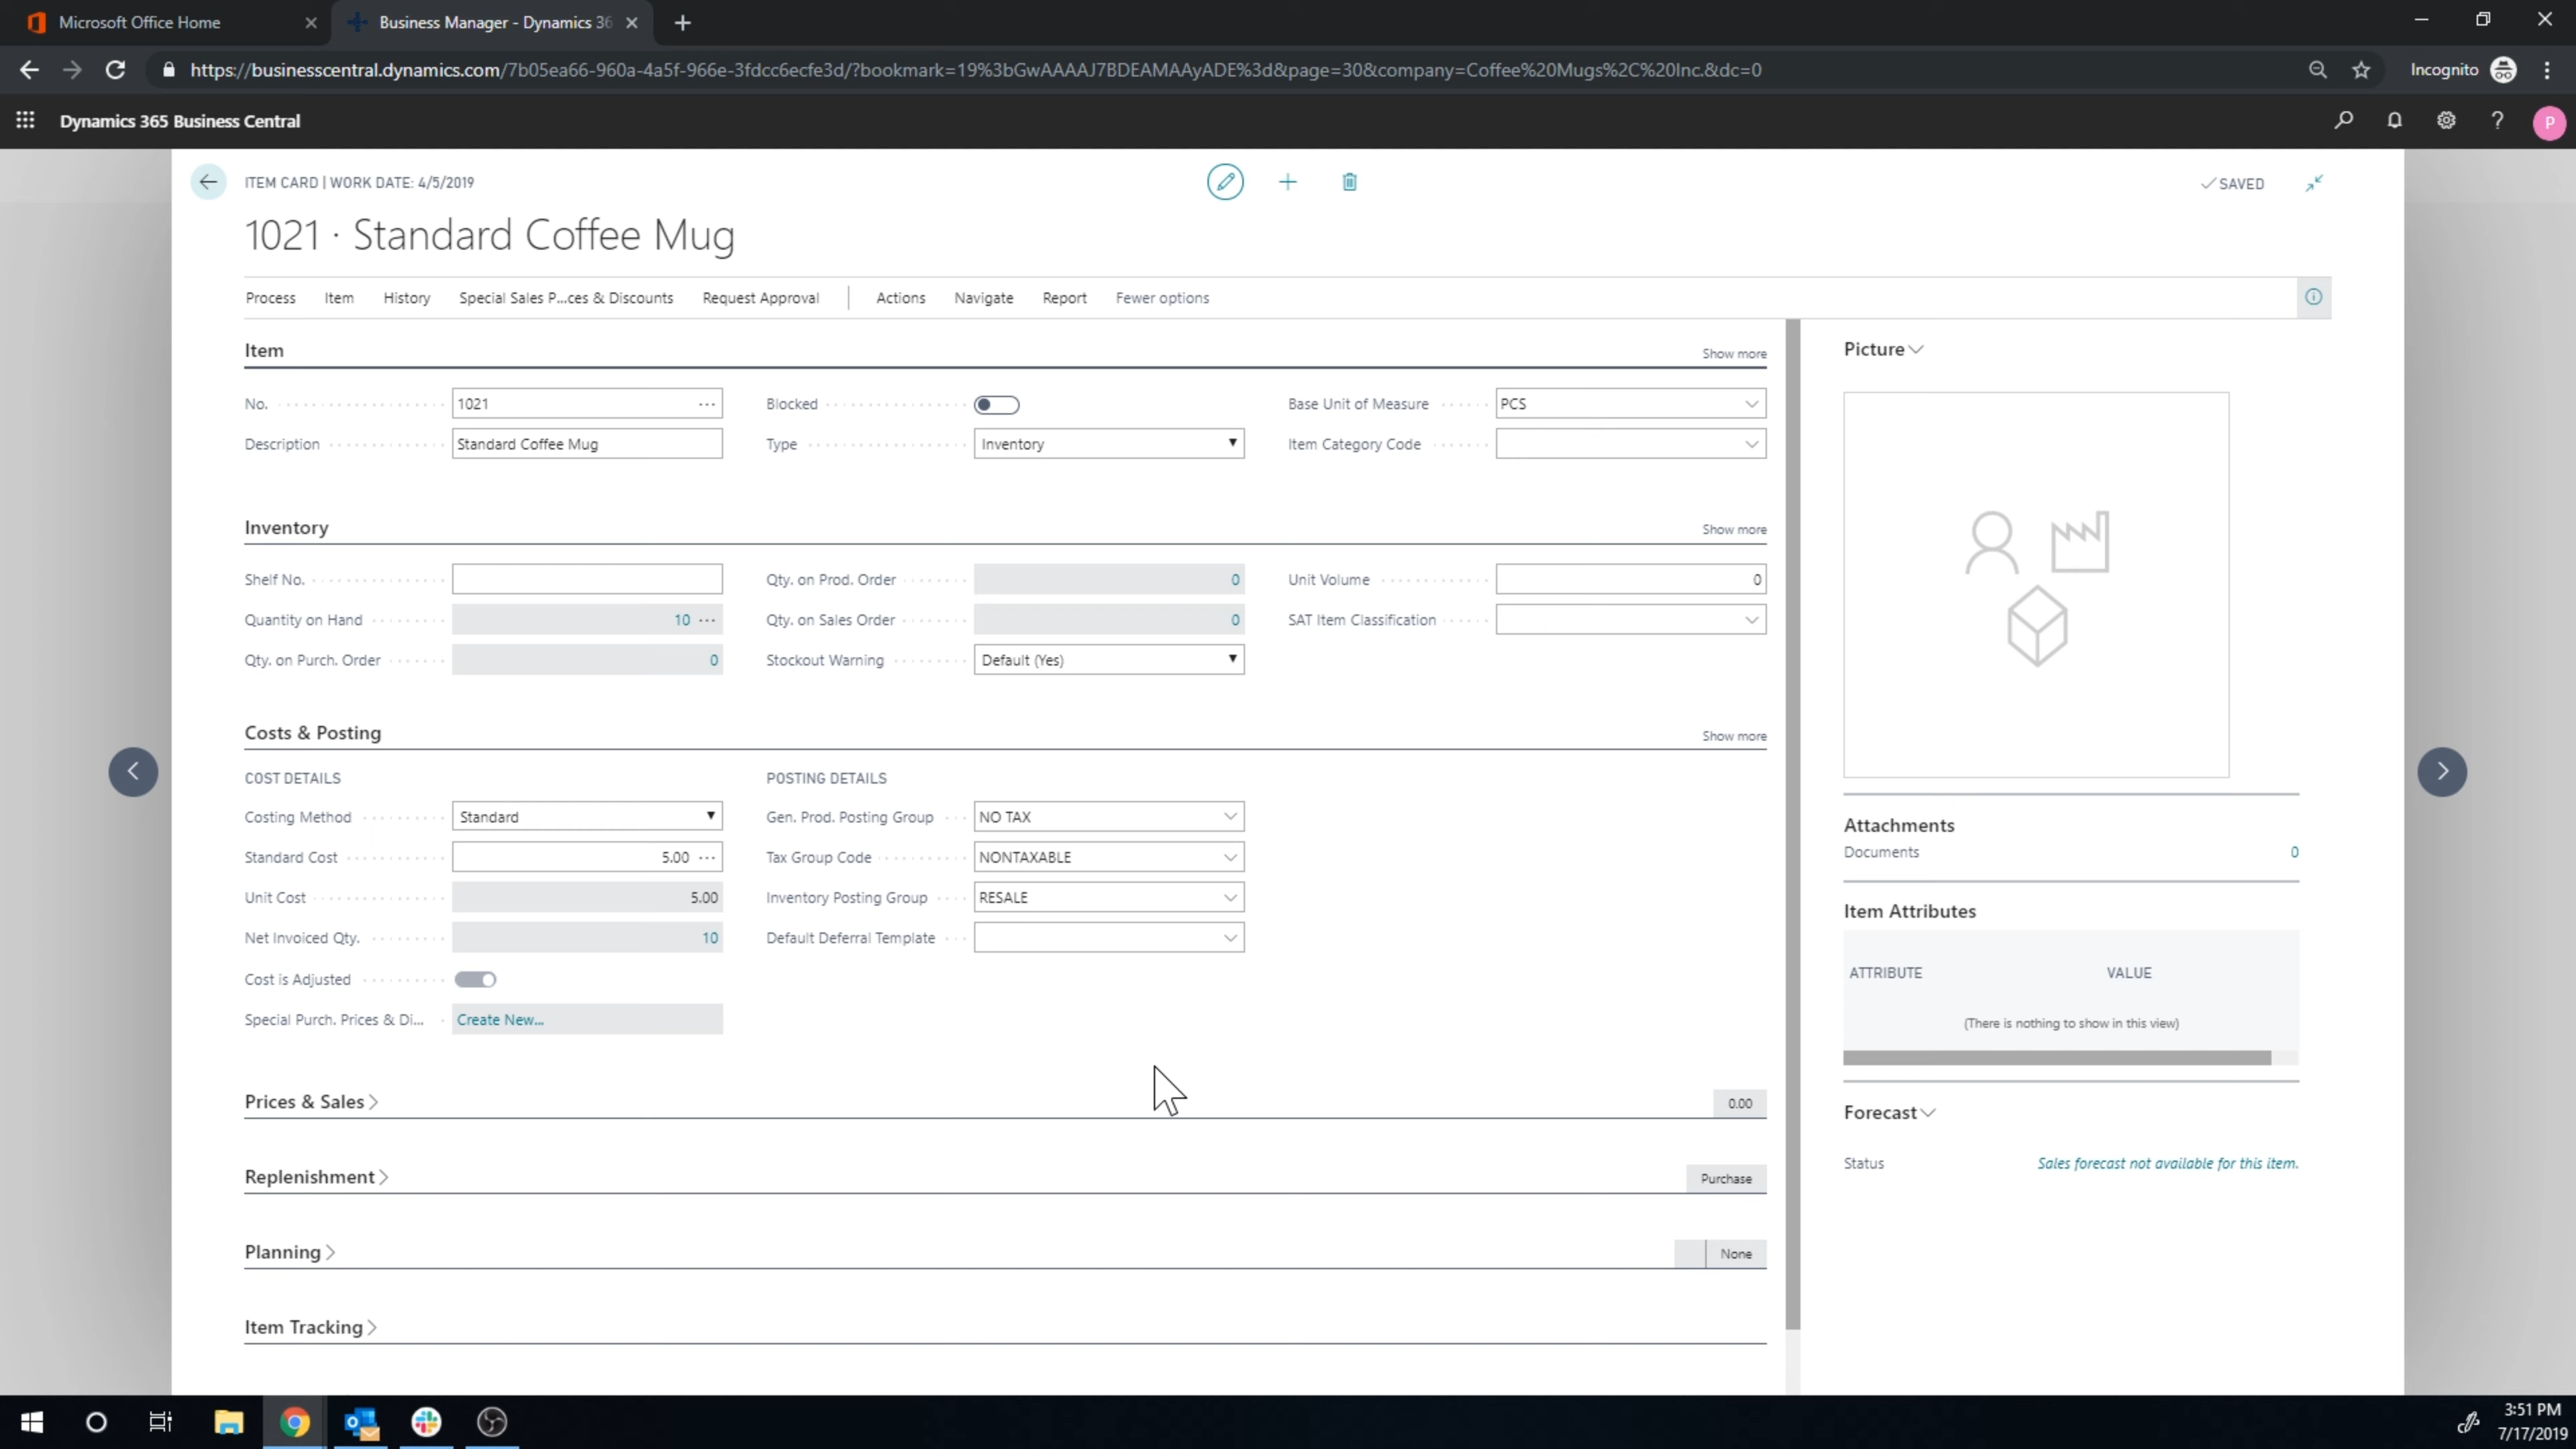 Microsoft Office Home
Business Manager - Dynamics 36
https://businesscentral.dynamics.com/7b05ea66-960a-4a5f-966e-3fdcc6ecfe3d/?bookmark=19%3bGwAAAAJ7BDEAMAAyADE%3d&page=30&company=Coffee%20Mugs%2C%20Inc.&dc=0
Incognito
Dynamics 365 Business Central
P
ITEM CARD | WORK DATE: 4/5/2019
SAVED
1021 · Standard Coffee Mug
Process Item History Special Sales P...ces & Discounts Request Approval Actions Navigate Report Fewer options
Item Show more
No. 1021 Blocked Base Unit of Measure PCS
Description Standard Coffee Mug Type Inventory Item Category Code
Inventory Show more
Shelf No. Qty. on Prod. Order 0 Unit Volume 0
Quantity on Hand 10 Qty. on Sales Order 0 SAT Item Classification
Qty. on Purch. Order 0 Stockout Warning Default (Yes)
Costs & Posting Show more
COST DETAILS POSTING DETAILS
Costing Method Standard Gen. Prod. Posting Group NO TAX
Standard Cost 5.00 Tax Group Code NONTAXABLE
Unit Cost 5.00 Inventory Posting Group RESALE
Net Invoiced Qty. 10 Default Deferral Template
Cost is Adjusted
Special Purch. Prices & Di... Create New...
Prices & Sales 0.00
Replenishment Purchase
Planning None
Item Tracking
Picture
Attachments
Documents 0
Item Attributes
ATTRIBUTE VALUE
(There is nothing to show in this view)
Forecast
Status Sales forecast not available for this item.
3:51 PM
7/17/2019